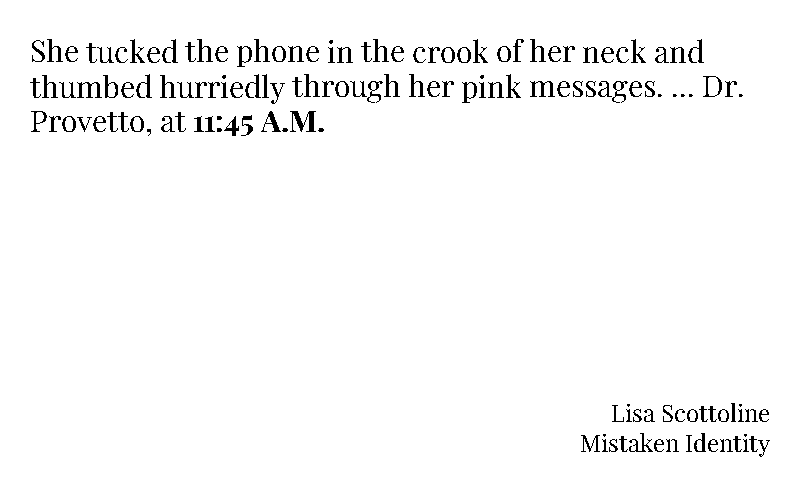 She tucked the phone in the crook of her neck and
thumbed hurriedly through her pink messages. ... Dr.
Provetto, at 11:45 A.M.
Lisa Scottoline
Mistaken Identity